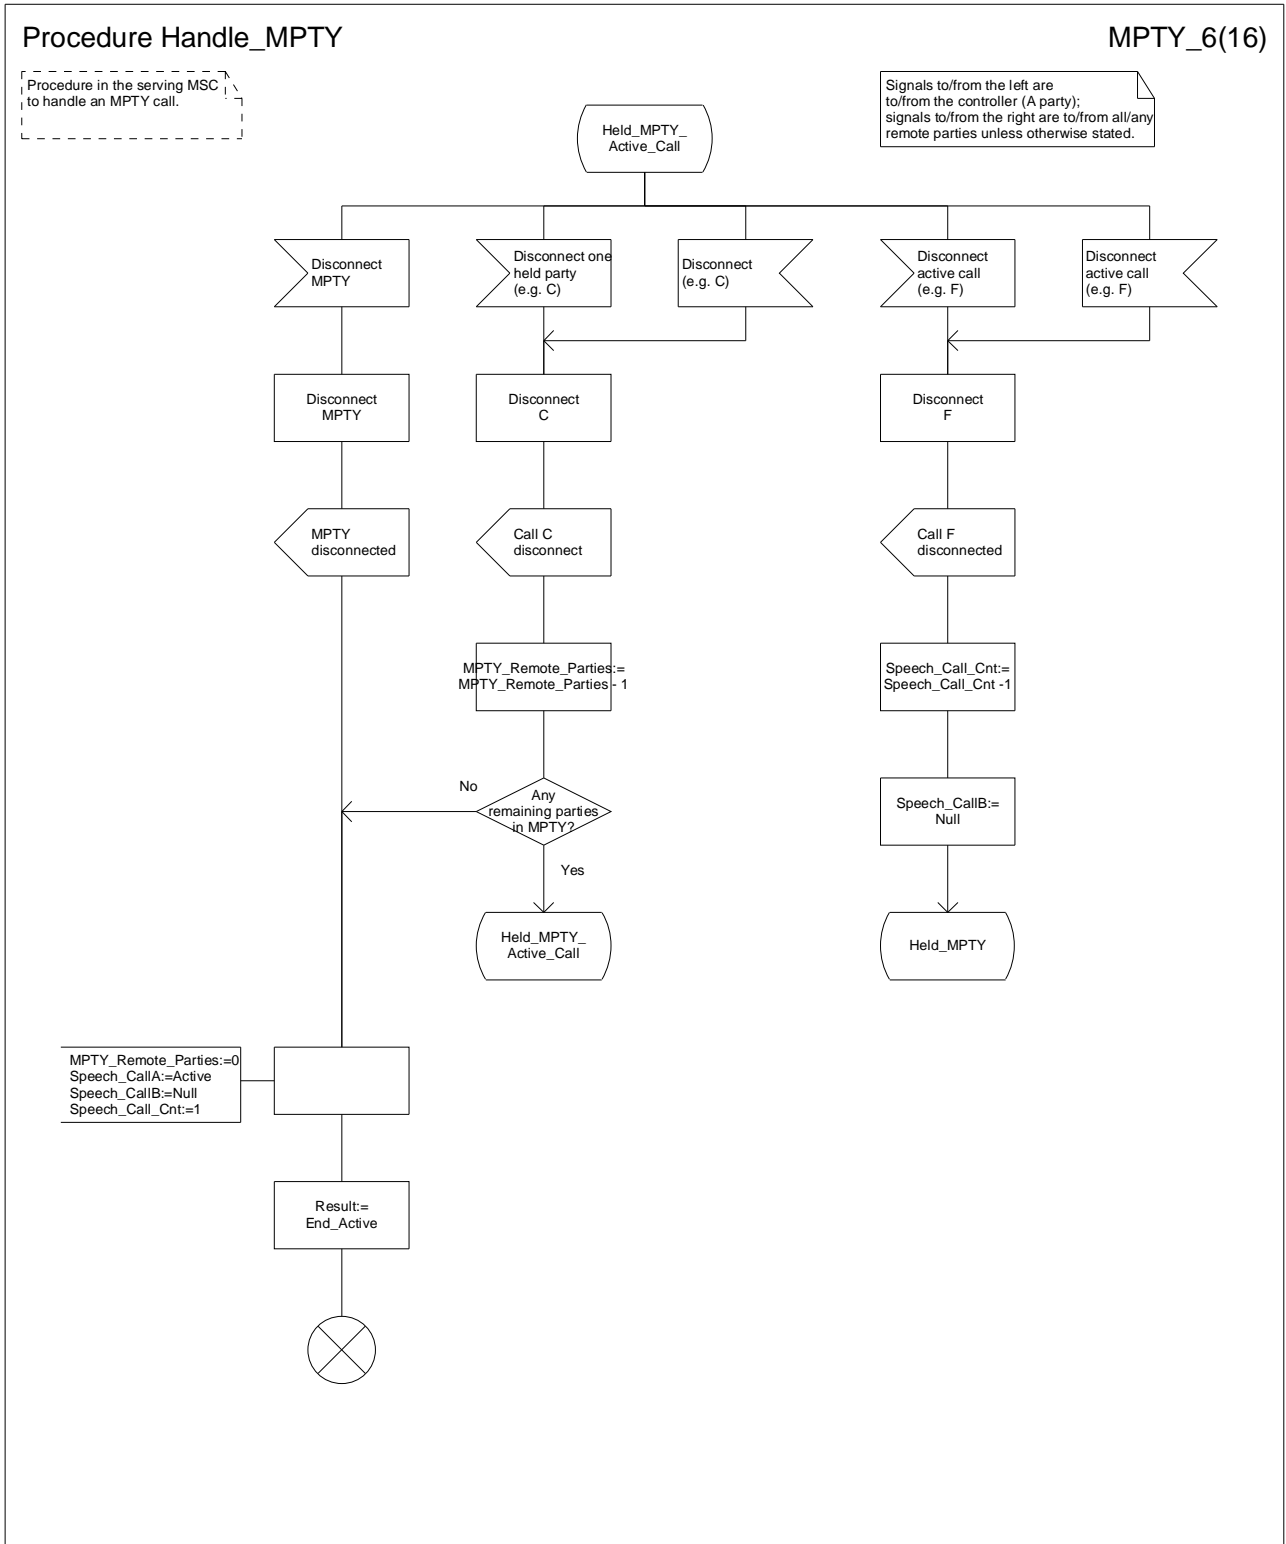 Procedure Handle_MPTY
MPTY_6(16)
Procedure in the serving MSC
to handle an MPTY call.
Signals to/from the left are
to/from the controller (A party);
signals to/from the right are to/from all/any
remote parties unless otherwise stated.
Held_MPTY_
Active_Call
Disconnect
MPTY
Disconnect one
held party
(e.g. C)
Disconnect
(e.g. C)
Disconnect
active call
(e.g. F)
Disconnect
active call
(e.g. F)
Disconnect
MPTY
Disconnect
C
Disconnect
F
MPTY
disconnected
Call C
disconnect
Call F
disconnected
MPTY_Remote_Parties:=
MPTY_Remote_Parties - 1
Speech_Call_Cnt:=
Speech_Call_Cnt -1
No
Any
remaining parties
in MPTY?
Speech_CallB:=
Null
Yes
Held_MPTY_
Active_Call
Held_MPTY
MPTY_Remote_Parties:=0
Speech_CallA:=Active
Speech_CallB:=Null
Speech_Call_Cnt:=1
Result:=
End_Active